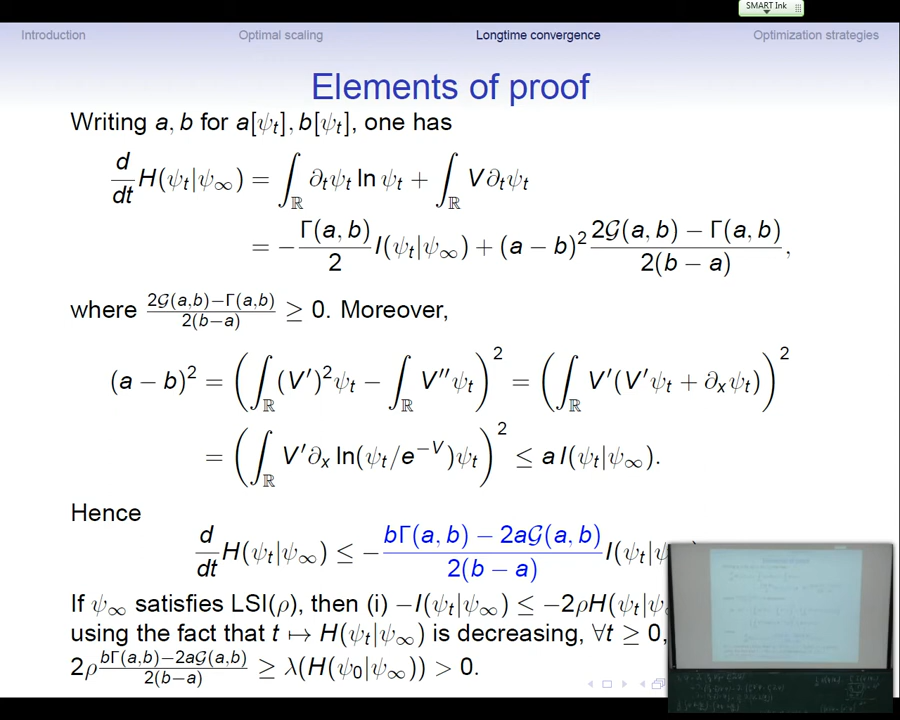 SMART Ink
Introduction Optimal scaling Longtime convergence Optimization strategies
Elements of proof
Writing a, b for a[ψ_t], b[ψ_t], one has
d/dt H(ψ_t|ψ_∞) = ∫_ℝ ∂_tψ_t ln ψ_t + ∫_ℝ V∂_tψ_t
= −Γ(a, b)/2 I(ψ_t|ψ_∞) + (a − b)² (2𝒢(a, b) − Γ(a, b))/(2(b − a)),
where (2𝒢(a,b)−Γ(a,b))/(2(b−a)) ≥ 0. Moreover,
(a − b)² = (∫_ℝ (V′)²ψ_t − ∫_ℝ V″ψ_t)² = (∫_ℝ V′(V′ψ_t + ∂_xψ_t))²
= (∫_ℝ V′∂_x ln(ψ_t/e^{−V})ψ_t)² ≤ a I(ψ_t|ψ_∞).
Hence
d/dt H(ψ_t|ψ_∞) ≤ −(bΓ(a, b) − 2a𝒢(a, b))/(2(b − a)) I(ψ_t|ψ
If ψ_∞ satisfies LSI(ρ), then (i) −I(ψ_t|ψ_∞) ≤ −2ρH(ψ_t|ψ_∞
using the fact that t ↦ H(ψ_t|ψ_∞) is decreasing, ∀t ≥ 0,
2ρ (bΓ(a,b)−2a𝒢(a,b))/(2(b−a)) ≥ λ(H(ψ_0|ψ_∞)) > 0.